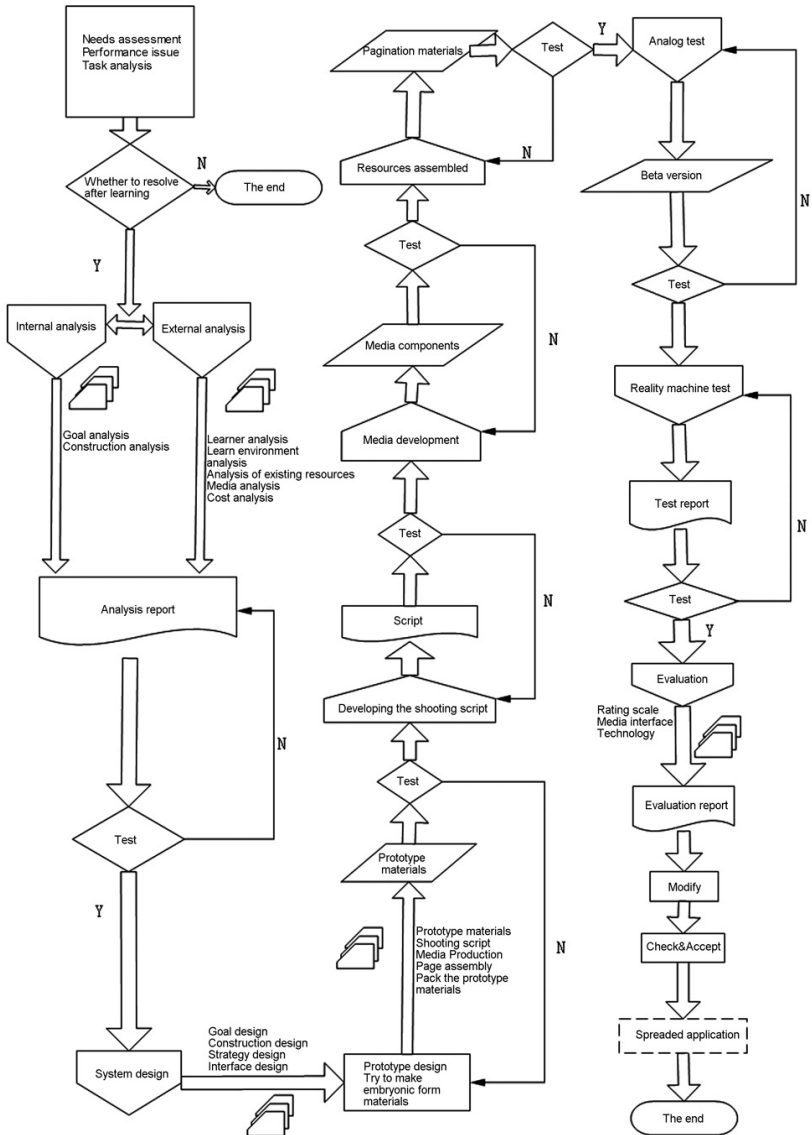 Needs assessment
Performance issue
Task analysis
Whether to resolve
after learning
N
The end
Y
Internal analysis
External analysis
Goal analysis
Construction analysis
Learner analysis
Learn environment
analysis
Analysis of existing resources
Media analysis
Cost analysis
Analysis report
N
Test
Y
System design
Goal design
Construction design
Strategy design
Interface design
Prototype design
Try to make
embryonic form
materials
Prototype materials
Shooting script
Media Production
Page assembly
Pack the prototype
materials
N
Prototype
materials
Test
Developing the shooting script
Script
N
Test
Media development
Media components
N
Test
Resources assembled
N
Pagination materials
Test
Y
Analog test
Beta version
N
Test
Reality machine test
Test report
N
Test
Y
Evaluation
Rating scale
Media interface
Technology
Evaluation report
Modify
Check&Accept
Spreaded application
The end